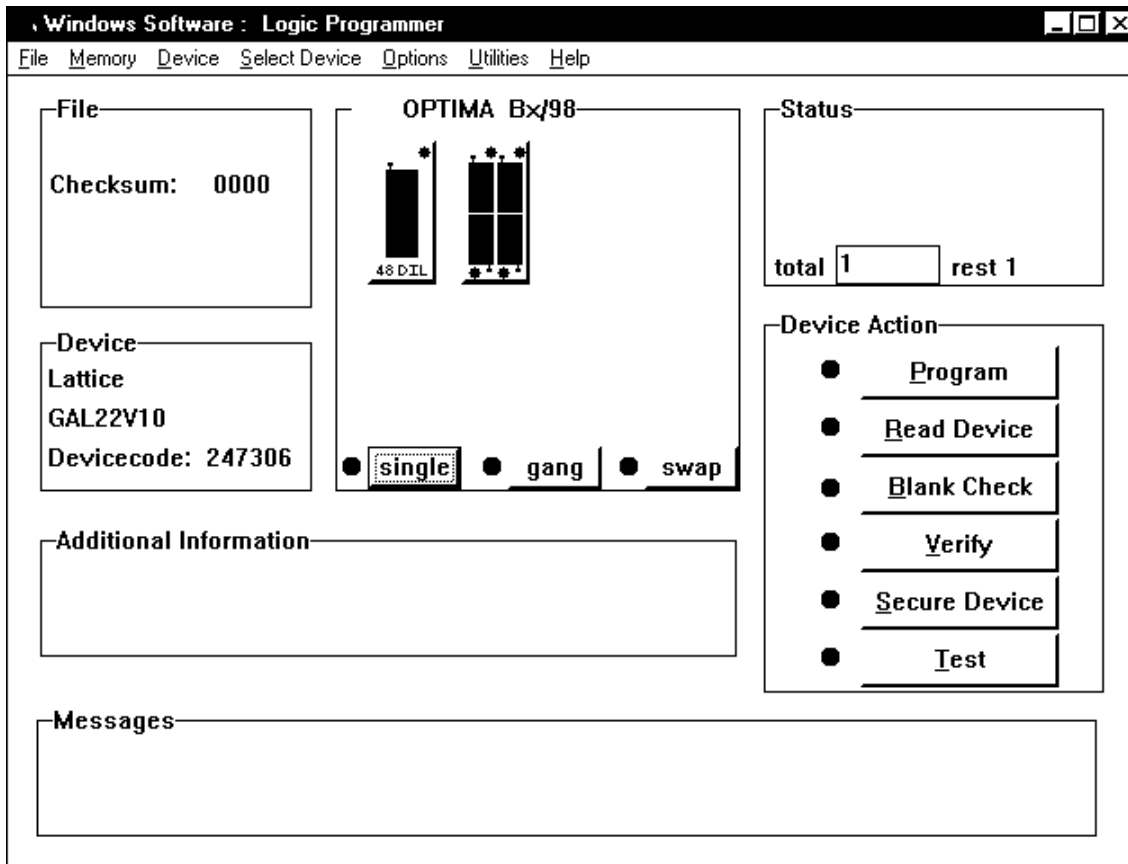 Windows Software : Logic Programmer
File Memory Device Select Device Options Utilities Help
File
Checksum: 0000
OPTIMA Bx/98
48 DIL
single gang swap
Status
total 1 rest 1
Device
Lattice
GAL22V10
Devicecode: 247306
Device Action
Program
Read Device
Blank Check
Verify
Secure Device
Test
Additional Information
Messages